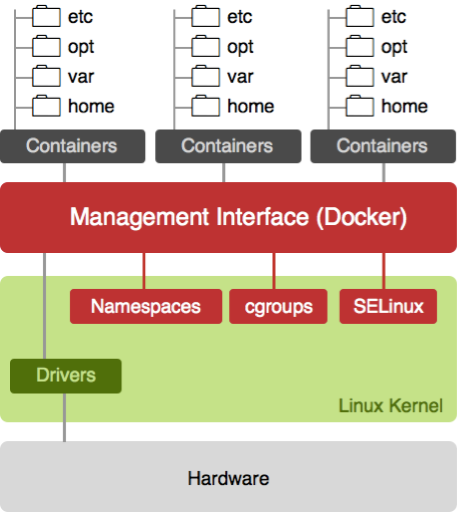 etc
opt
var
home
etc
opt
var
home
etc
opt
var
home
Containers
Containers
Containers
Management Interface (Docker)
Namespaces
cgroups
SELinux
Drivers
Linux Kernel
Hardware